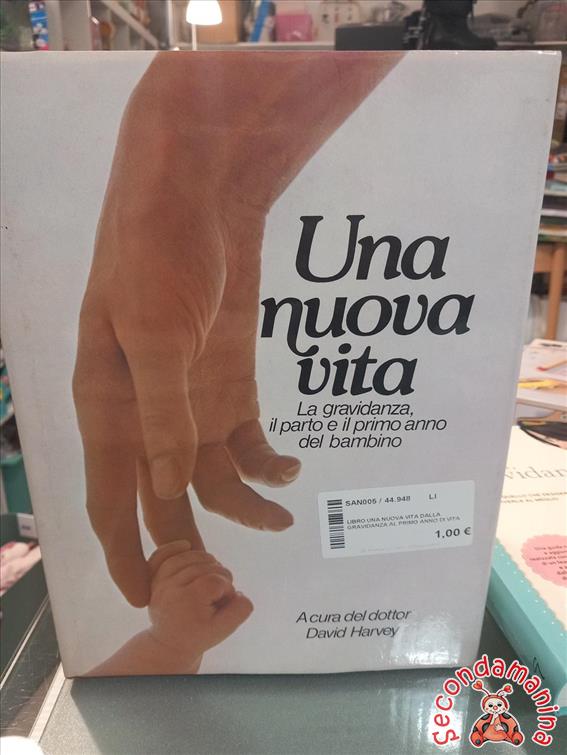 Una
nuova
vita
La gravidanza,
il parto e il primo anno
del bambino
SAN005 / 44.948 LI
LIBRO UNA NUOVA VITA DALLA
GRAVIDANZA AL PRIMO ANNO DI VITA
1,00 €
A cura del dottor
David Harvey
Secondamanina